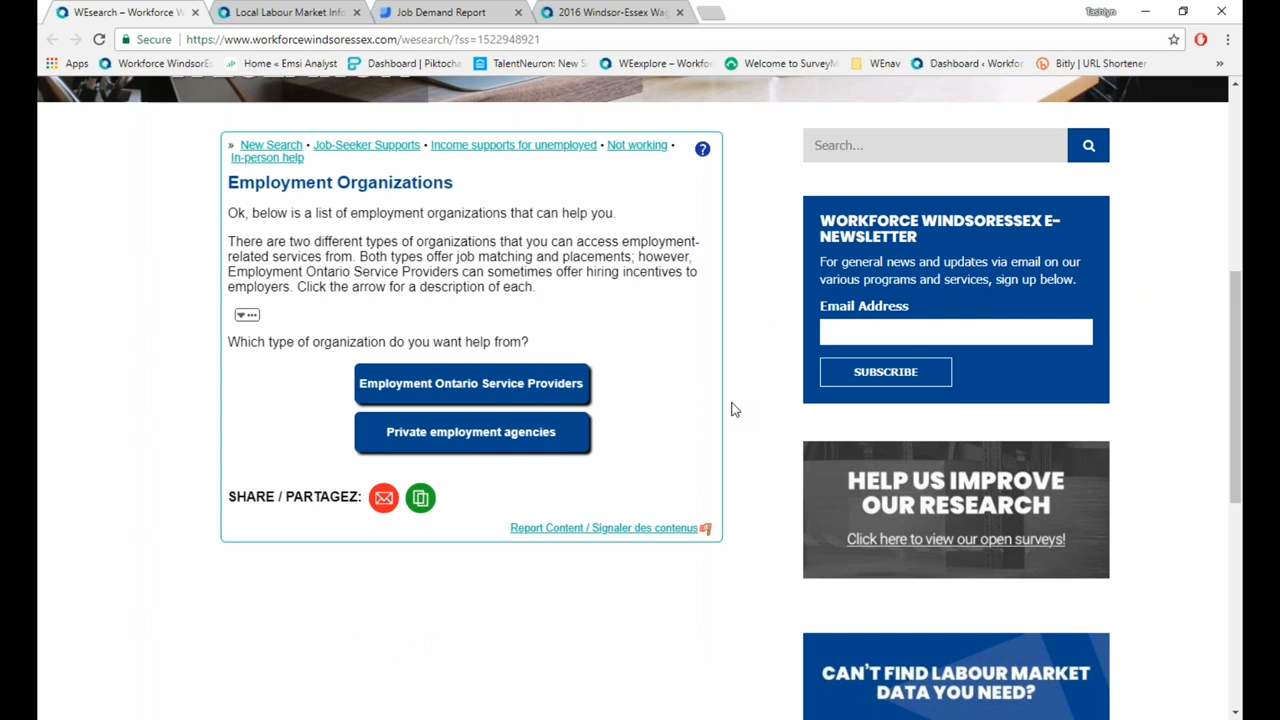 WEsearch – Workforce W
Local Labour Market Info
Job Demand Report
2016 Windsor-Essex Wag
Tashlyn
Secure
https://www.workforcewindsoressex.com/wesearch/?ss=1522948921
Apps
Workforce WindsorEs
Home « Emsi Analyst
Dashboard | Piktocha
TalentNeuron: New S
WEexplore – Workfor
Welcome to SurveyM
WEnav
Dashboard ‹ Workfor
Bitly | URL Shortener
»
» New Search • Job-Seeker Supports • Income supports for unemployed • Not working •
In-person help
?
Employment Organizations
Ok, below is a list of employment organizations that can help you.
There are two different types of organizations that you can access employment-
related services from. Both types offer job matching and placements; however,
Employment Ontario Service Providers can sometimes offer hiring incentives to
employers. Click the arrow for a description of each.
Which type of organization do you want help from?
Employment Ontario Service Providers
Private employment agencies
SHARE / PARTAGEZ:
Report Content / Signaler des contenus
Search...
WORKFORCE WINDSORESSEX E-
NEWSLETTER
For general news and updates via email on our
various programs and services, sign up below.
Email Address
SUBSCRIBE
HELP US IMPROVE
OUR RESEARCH
Click here to view our open surveys!
CAN'T FIND LABOUR MARKET
DATA YOU NEED?